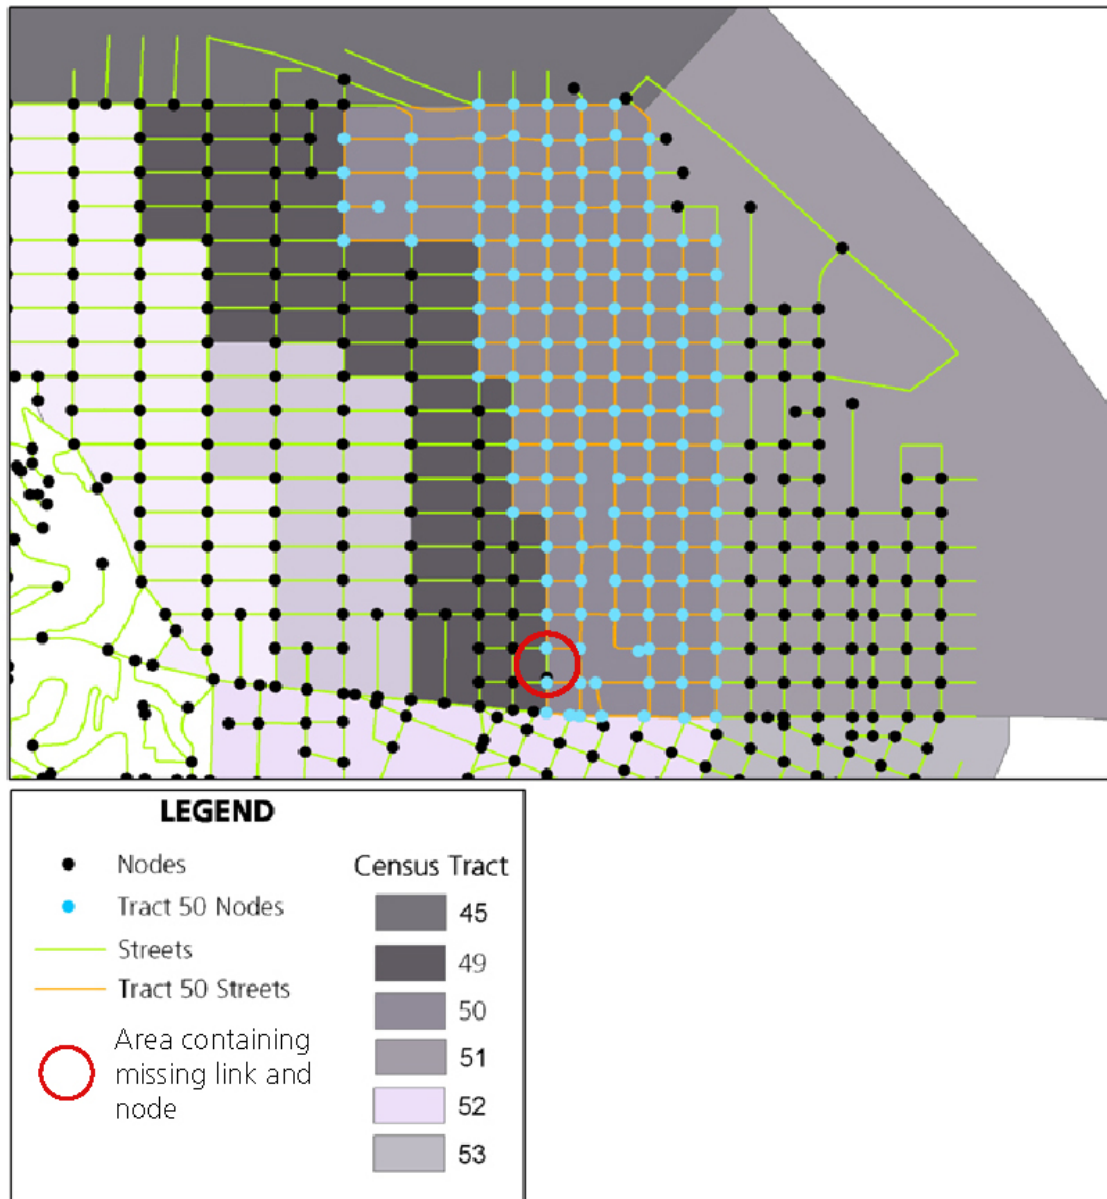 LEGEND
Nodes
Tract 50 Nodes
Streets
Tract 50 Streets
Area containing
missing link and
node
Census Tract
45
49
50
51
52
53